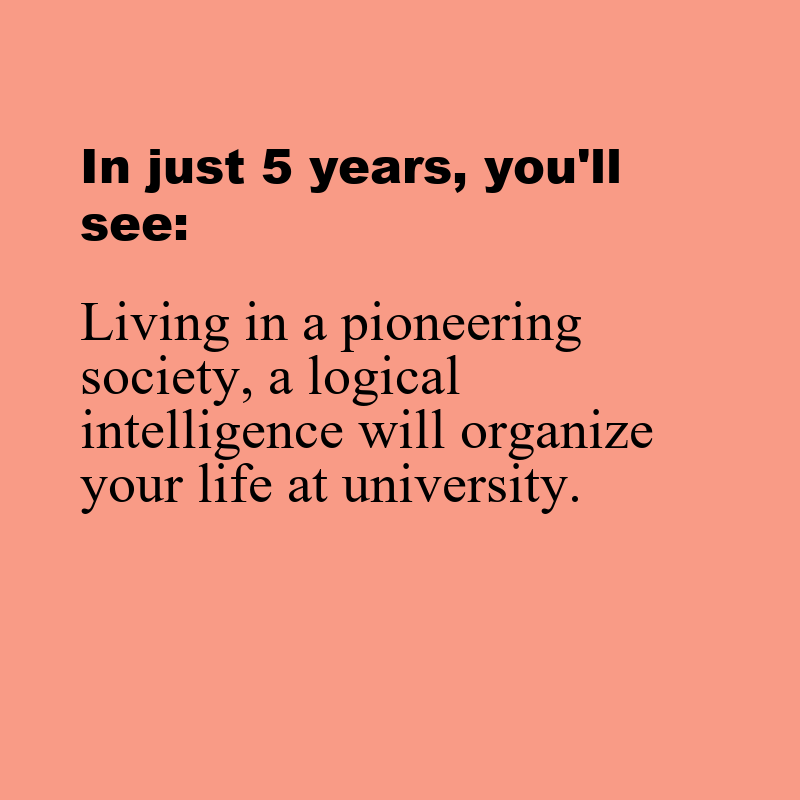 In just 5 years, you'll
see:
Living in a pioneering
society, a logical
intelligence will organize
your life at university.